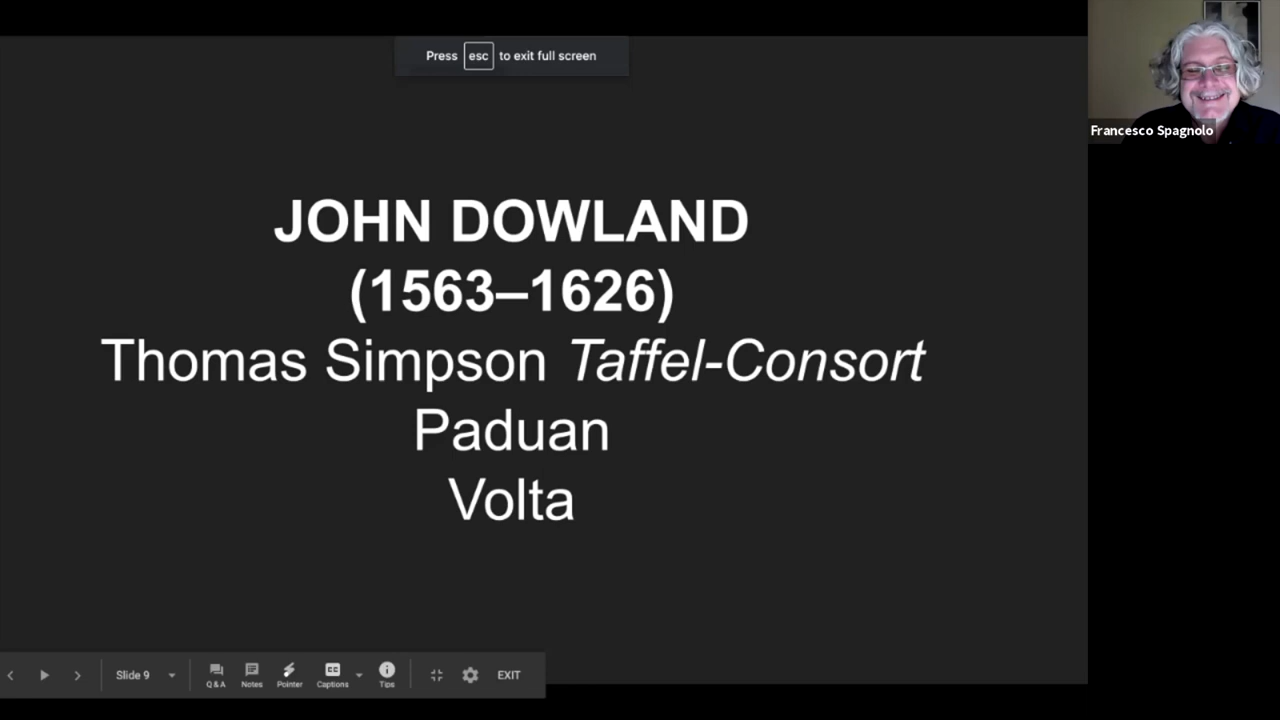 Press esc to exit full screen
Francesco Spagnolo
JOHN DOWLAND
(1563–1626)
Thomas Simpson Taffel-Consort
Paduan
Volta
Slide 9
Q & A
Notes
Pointer
CC
Captions
Tips
EXIT